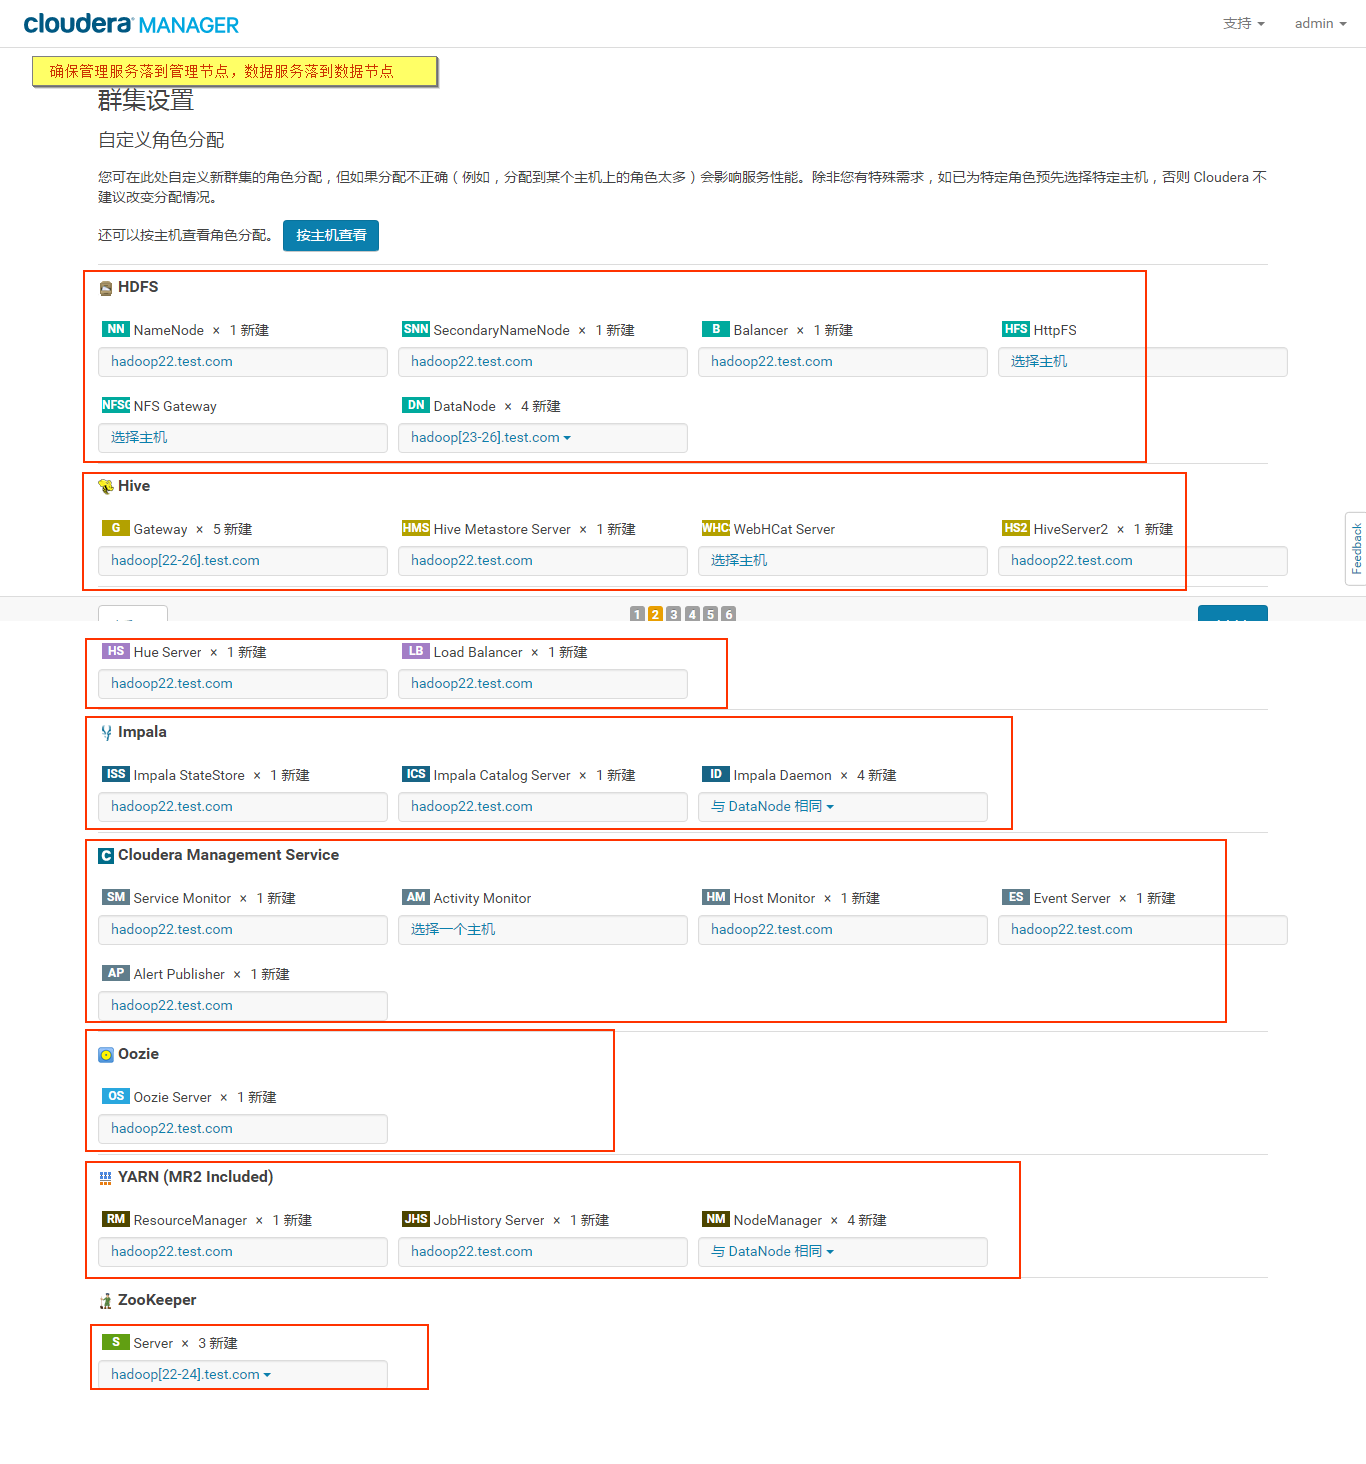 cloudera MANAGER
支持
admin
确保管理服务落到管理节点，数据服务落到数据节点
群集设置
自定义角色分配
您可在此处自定义新群集的角色分配，但如果分配不正确（例如，分配到某个主机上的角色太多）会影响服务性能。除非您有特殊需求，如已为特定角色预先选择特定主机，否则 Cloudera 不
建议改变分配情况。
还可以按主机查看角色分配。 按主机查看
HDFS
NN NameNode × 1 新建
SNN SecondaryNameNode × 1 新建
B Balancer × 1 新建
HFS HttpFS
hadoop22.test.com
hadoop22.test.com
hadoop22.test.com
选择主机
NFSG NFS Gateway
DN DataNode × 4 新建
选择主机
hadoop[23-26].test.com
Hive
G Gateway × 5 新建
HMS Hive Metastore Server × 1 新建
WHC WebHCat Server
HS2 HiveServer2 × 1 新建
hadoop[22-26].test.com
hadoop22.test.com
选择主机
hadoop22.test.com
Feedback
1 2 3 4 5 6
HS Hue Server × 1 新建
LB Load Balancer × 1 新建
hadoop22.test.com
hadoop22.test.com
Impala
ISS Impala StateStore × 1 新建
ICS Impala Catalog Server × 1 新建
ID Impala Daemon × 4 新建
hadoop22.test.com
hadoop22.test.com
与 DataNode 相同
C Cloudera Management Service
SM Service Monitor × 1 新建
AM Activity Monitor
HM Host Monitor × 1 新建
ES Event Server × 1 新建
hadoop22.test.com
选择一个主机
hadoop22.test.com
hadoop22.test.com
AP Alert Publisher × 1 新建
hadoop22.test.com
Oozie
OS Oozie Server × 1 新建
hadoop22.test.com
YARN (MR2 Included)
RM ResourceManager × 1 新建
JHS JobHistory Server × 1 新建
NM NodeManager × 4 新建
hadoop22.test.com
hadoop22.test.com
与 DataNode 相同
ZooKeeper
S Server × 3 新建
hadoop[22-24].test.com